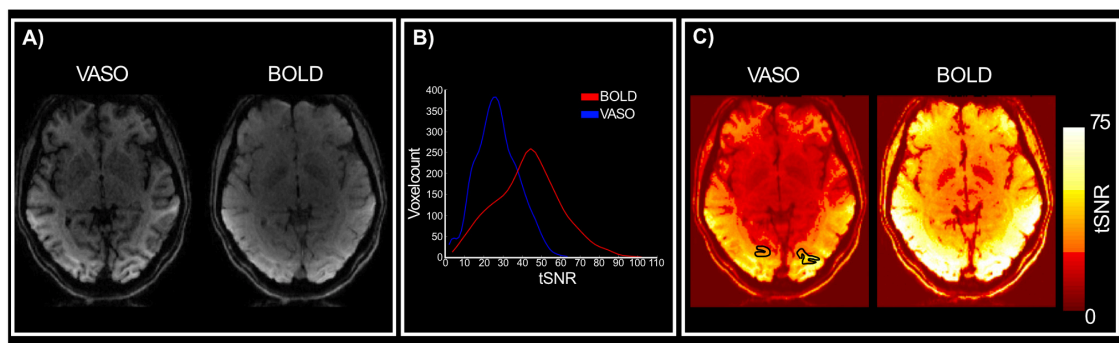 A)
VASO BOLD
B)
BOLD
VASO
400
350
300
250
200
150
100
50
0
Voxelcount
0 10 20 30 40 50 60 70 80 90 100 110
tSNR
C)
VASO BOLD
75
tSNR
0